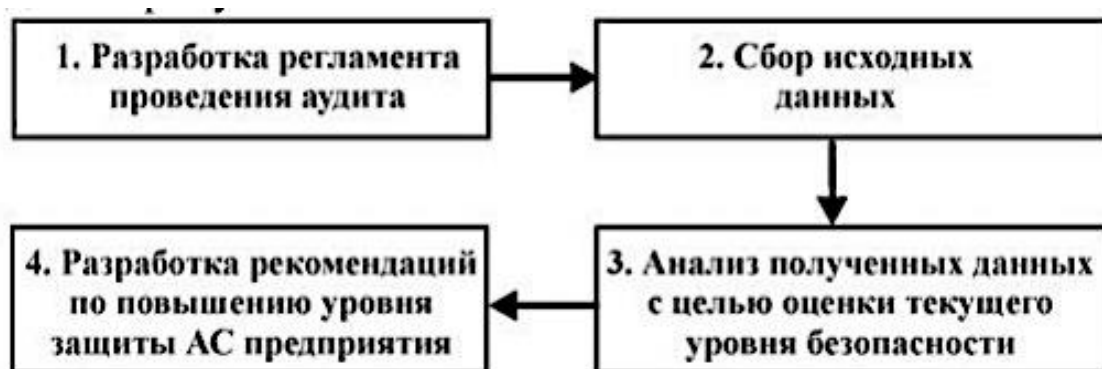 1. Разработка регламента
проведения аудита
2. Сбор исходных
данных
3. Анализ полученных данных
с целью оценки текущего
уровня безопасности
4. Разработка рекомендаций
по повышению уровня
защиты АС предприятия